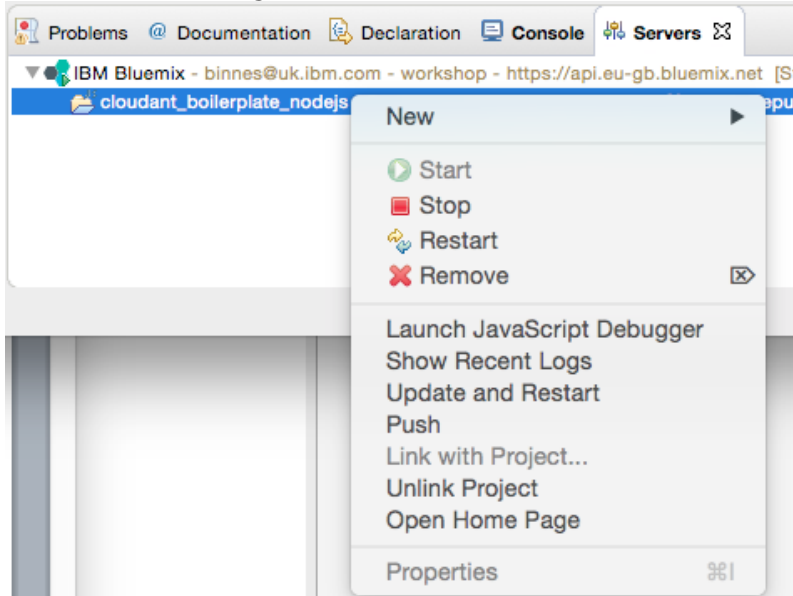 Problems @ Documentation Declaration Console Servers
IBM Bluemix - binnes@uk.ibm.com - workshop - https://api.eu-gb.bluemix.net
cloudant_boilerplate_nodejs
New
Start
Stop
Restart
Remove
Launch JavaScript Debugger
Show Recent Logs
Update and Restart
Push
Link with Project...
Unlink Project
Open Home Page
Properties ⌘I